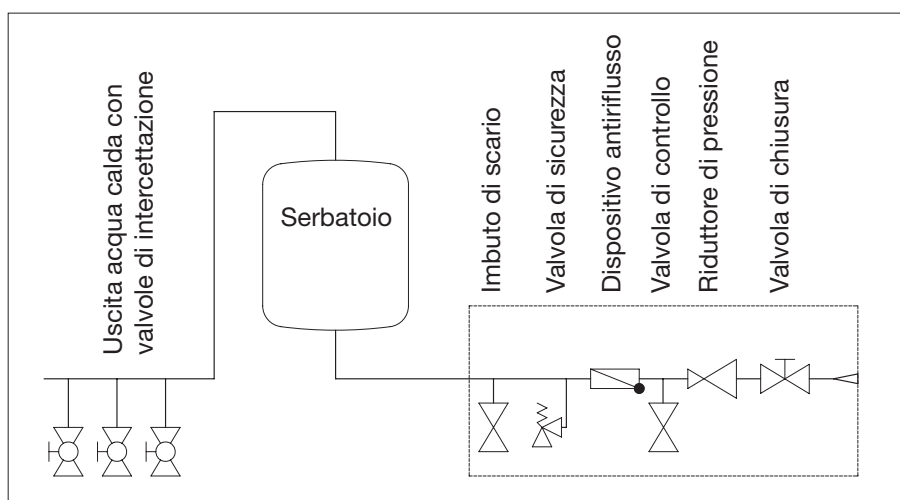 Uscita acqua calda con
valvole di intercettazione
Serbatoio
Imbuto di scario
Valvola di sicurezza
Dispositivo antiriflusso
Valvola di controllo
Riduttore di pressione
Valvola di chiusura